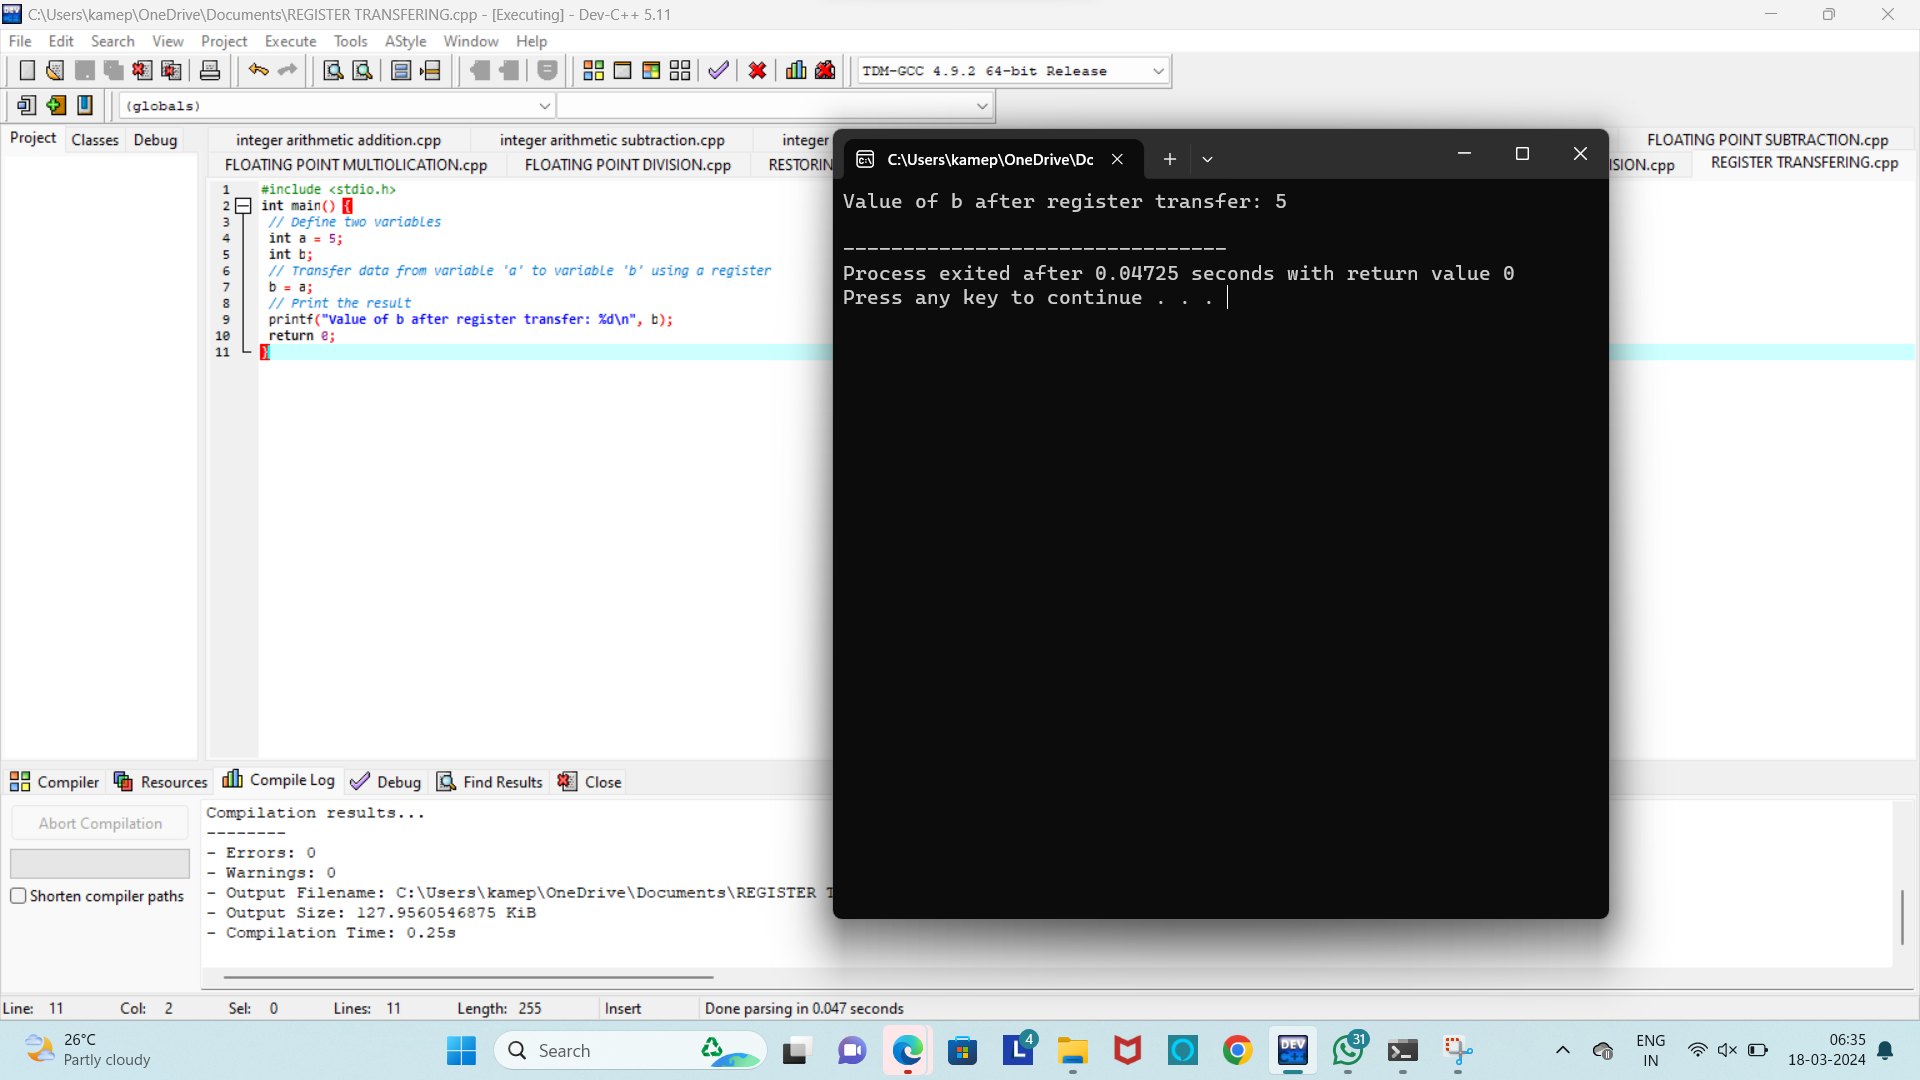 C:\Users\kamep\OneDrive\Documents\REGISTER TRANSFERING.cpp - [Executing] - Dev-C++ 5.11
File Edit Search View Project Execute Tools AStyle Window Help
TDM-GCC 4.9.2 64-bit Release
(globals)
Project Classes Debug
integer arithmetic addition.cpp integer arithmetic subtraction.cpp integer FLOATING POINT SUBTRACTION.cpp
FLOATING POINT MULTIOLICATION.cpp FLOATING POINT DIVISION.cpp RESTORIN ISION.cpp REGISTER TRANSFERING.cpp
1 #include <stdio.h>
2 int main() {
3 // Define two variables
4 int a = 5;
5 int b;
6 // Transfer data from variable 'a' to variable 'b' using a register
7 b = a;
8 // Print the result
9 printf("Value of b after register transfer: %d\n", b);
10 return 0;
11 }
C:\Users\kamep\OneDrive\Dc
Value of b after register transfer: 5
--------------------------------
Process exited after 0.04725 seconds with return value 0
Press any key to continue . . .
Compiler Resources Compile Log Debug Find Results Close
Abort Compilation
Shorten compiler paths
Compilation results...
--------
- Errors: 0
- Warnings: 0
- Output Filename: C:\Users\kamep\OneDrive\Documents\REGISTER T
- Output Size: 127.9560546875 KiB
- Compilation Time: 0.25s
Line: 11 Col: 2 Sel: 0 Lines: 11 Length: 255 Insert Done parsing in 0.047 seconds
26°C
Partly cloudy
Search
L 4
DEV C++
31
ENG
IN
06:35
18-03-2024